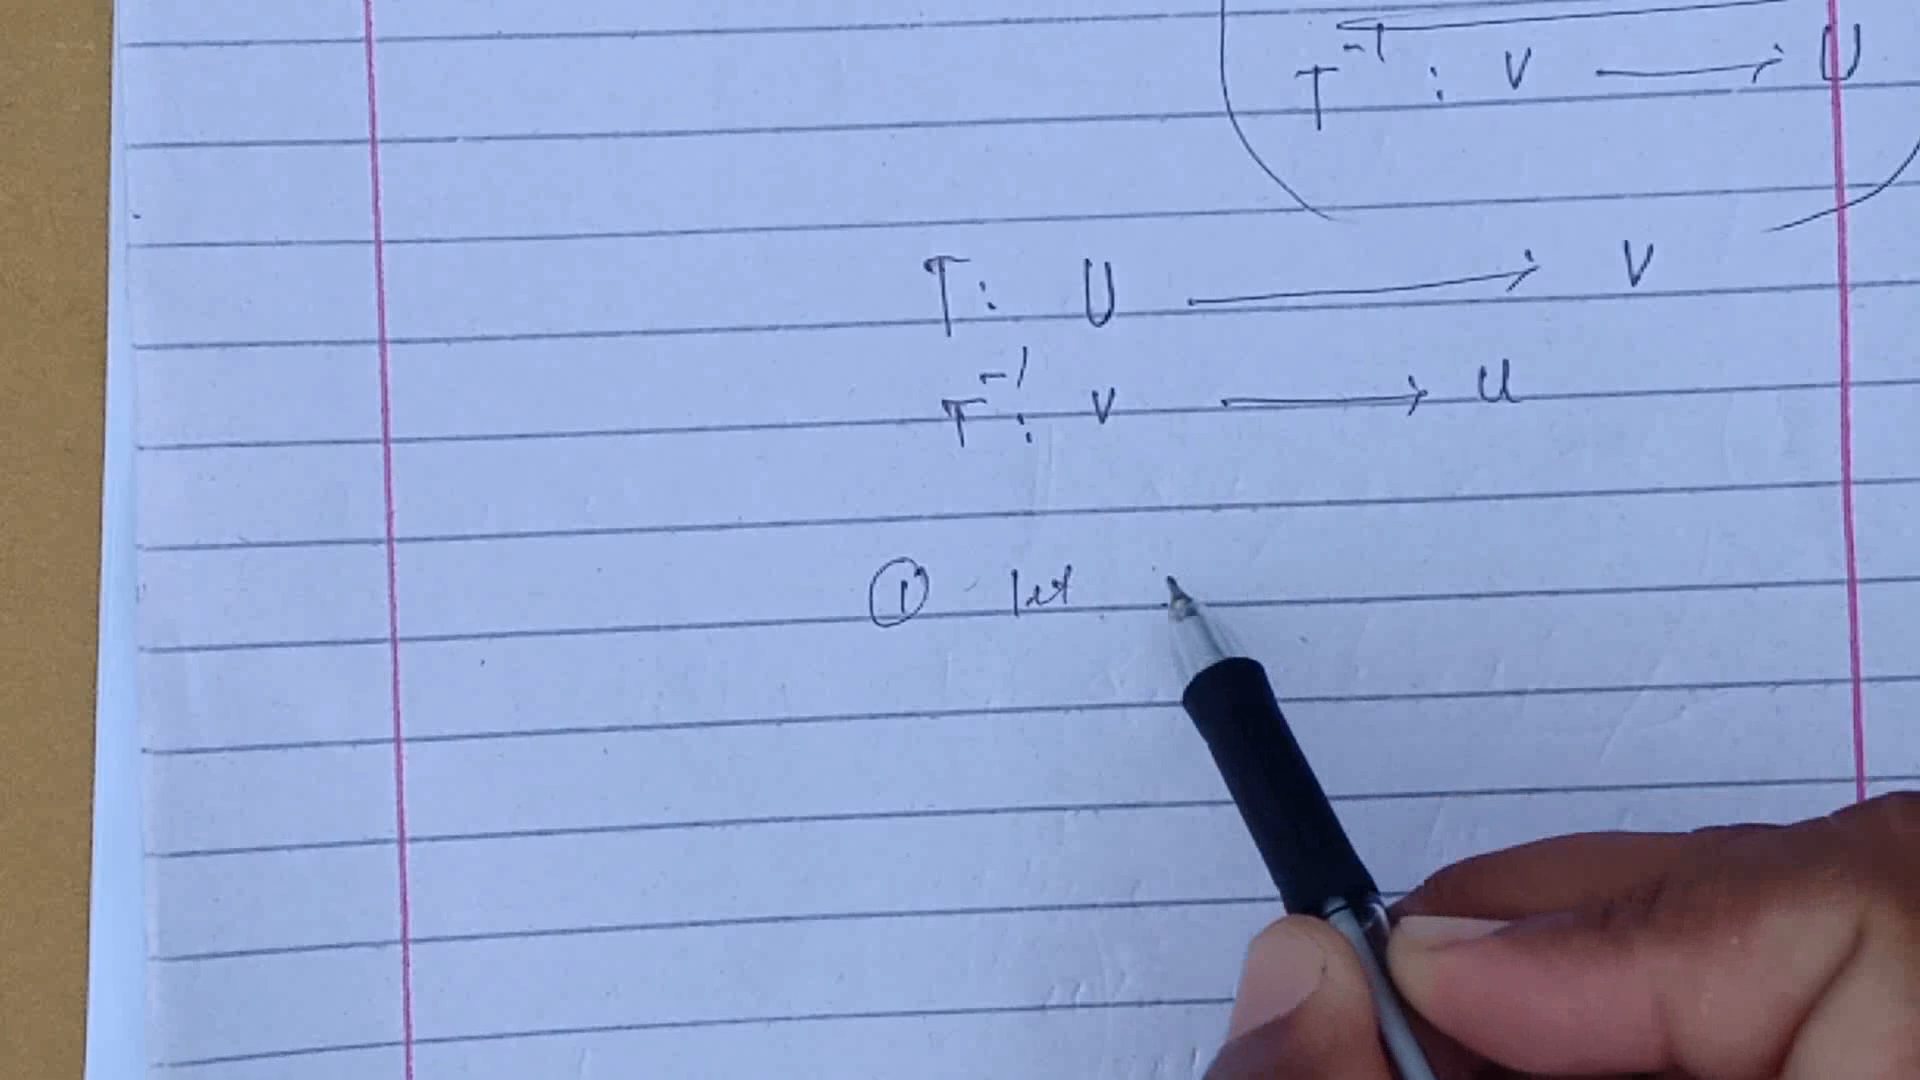 T⁻¹ : V → U
T : U → V
T⁻¹ : V → U
① let